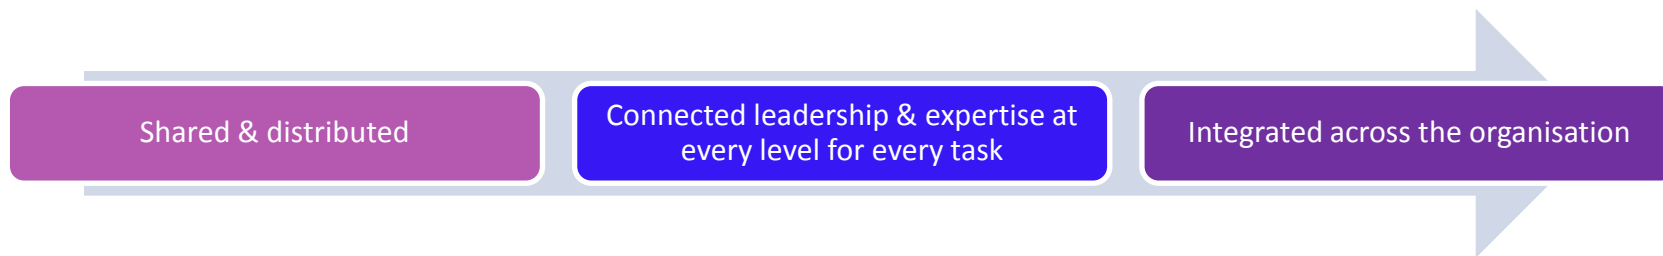 Shared & distributed
Connected leadership & expertise at
every level for every task
Integrated across the organisation